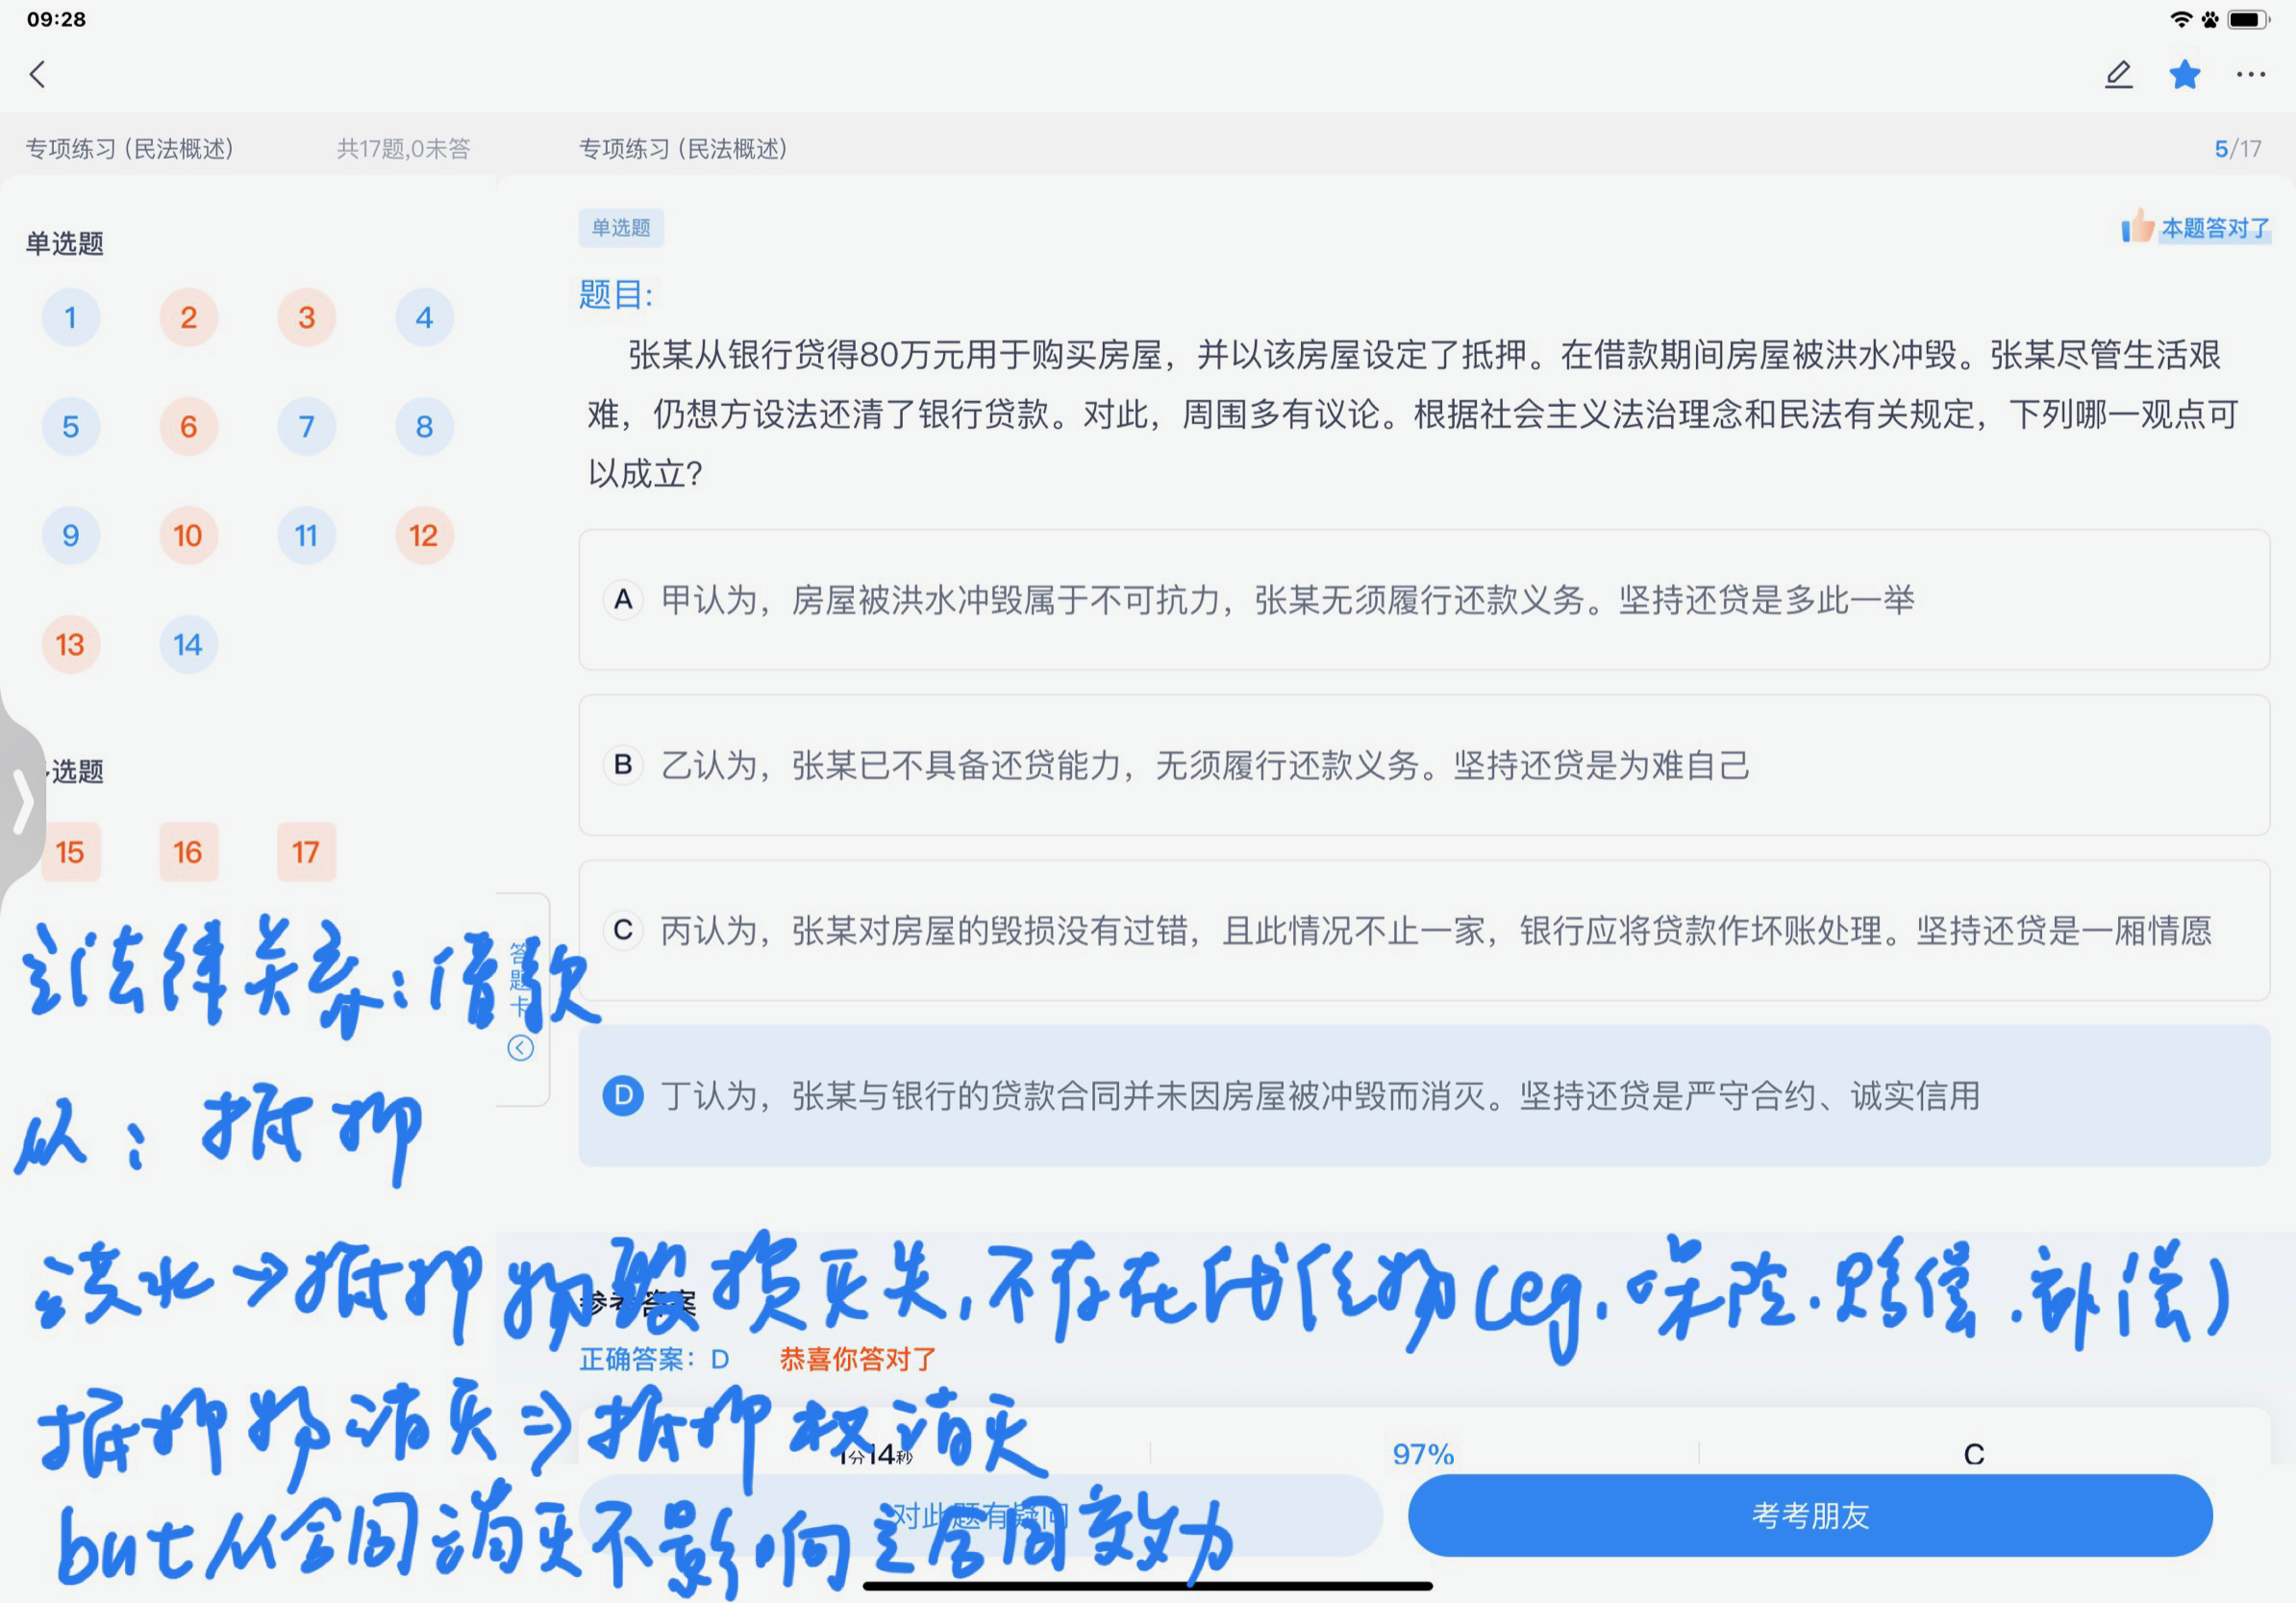 09:28
专项练习 (民法概述) 共17题,0未答
专项练习 (民法概述) 5/17
单选题
1 2 3 4
5 6 7 8
9 10 11 12
13 14
选题
15 16 17
答题卡
单选题
本题答对了
题目:
张某从银行贷得80万元用于购买房屋，并以该房屋设定了抵押。在借款期间房屋被洪水冲毁。张某尽管生活艰
难，仍想方设法还清了银行贷款。对此，周围多有议论。根据社会主义法治理念和民法有关规定，下列哪一观点可
以成立?
A 甲认为，房屋被洪水冲毁属于不可抗力，张某无须履行还款义务。坚持还贷是多此一举
B 乙认为，张某已不具备还贷能力，无须履行还款义务。坚持还贷是为难自己
C 丙认为，张某对房屋的毁损没有过错，且此情况不止一家，银行应将贷款作坏账处理。坚持还贷是一厢情愿
D 丁认为，张某与银行的贷款合同并未因房屋被冲毁而消灭。坚持还贷是严守合约、诚实信用
主法律关系:借款
从:抵押
洪水→抵押物毁损灭失,不存在代位物(eg.保险.赔偿.补偿)
参考答案
正确答案：D 恭喜你答对了
抵押物消灭⇒抵押权消灭
1分14秒 97% C
but从合同消灭不影响主合同效力
对此题有疑问
考考朋友